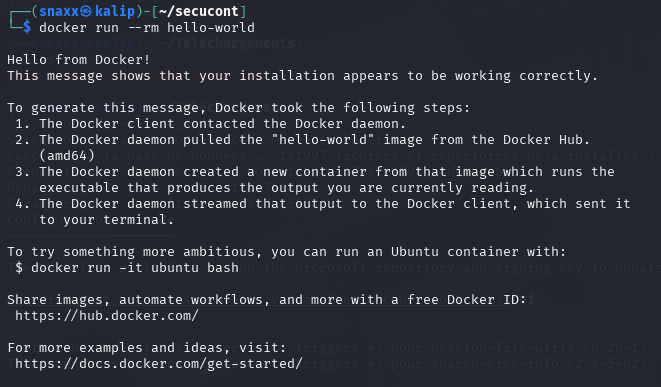 ┌──(snaxx㉿kalip)-[~/secucont]
└─$ docker run --rm hello-world
Hello from Docker!
This message shows that your installation appears to be working correctly.
To generate this message, Docker took the following steps:
1. The Docker client contacted the Docker daemon.
2. The Docker daemon pulled the "hello-world" image from the Docker Hub.
(amd64)
3. The Docker daemon created a new container from that image which runs the
executable that produces the output you are currently reading.
4. The Docker daemon streamed that output to the Docker client, which sent it
to your terminal.
To try something more ambitious, you can run an Ubuntu container with:
$ docker run -it ubuntu bash
Share images, automate workflows, and more with a free Docker ID:
https://hub.docker.com/
For more examples and ideas, visit:
https://docs.docker.com/get-started/